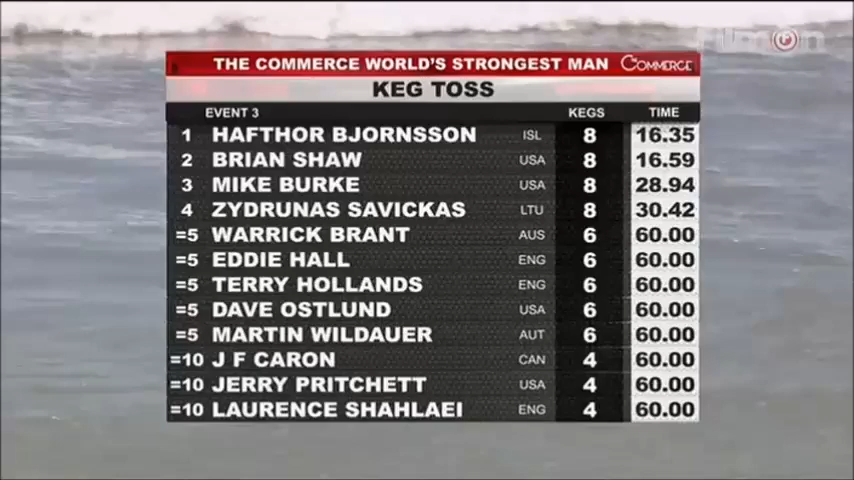 Filmon
THE COMMERCE WORLD'S STRONGEST MAN COMMERCE
KEG TOSS
EVENT 3 KEGS TIME
1 HAFTHOR BJORNSSON ISL 8 16.35
2 BRIAN SHAW USA 8 16.59
3 MIKE BURKE USA 8 28.94
4 ZYDRUNAS SAVICKAS LTU 8 30.42
=5 WARRICK BRANT AUS 6 60.00
=5 EDDIE HALL ENG 6 60.00
=5 TERRY HOLLANDS ENG 6 60.00
=5 DAVE OSTLUND USA 6 60.00
=5 MARTIN WILDAUER AUT 6 60.00
=10 J F CARON CAN 4 60.00
=10 JERRY PRITCHETT USA 4 60.00
=10 LAURENCE SHAHLAEI ENG 4 60.00